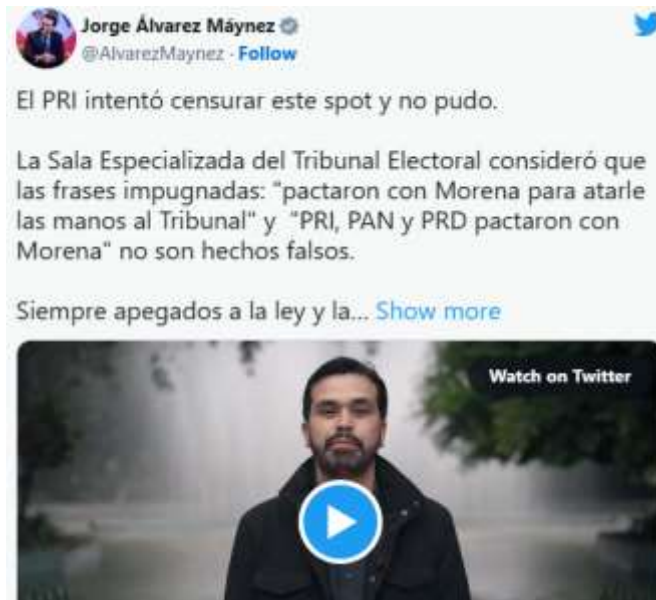 Jorge Álvarez Máynez
@AlvarezMaynez · Follow
El PRI intentó censurar este spot y no pudo.
La Sala Especializada del Tribunal Electoral consideró que
las frases impugnadas: "pactaron con Morena para atarle
las manos al Tribunal" y "PRI, PAN y PRD pactaron con
Morena" no son hechos falsos.
Siempre apegados a la ley y la... Show more
Watch on Twitter